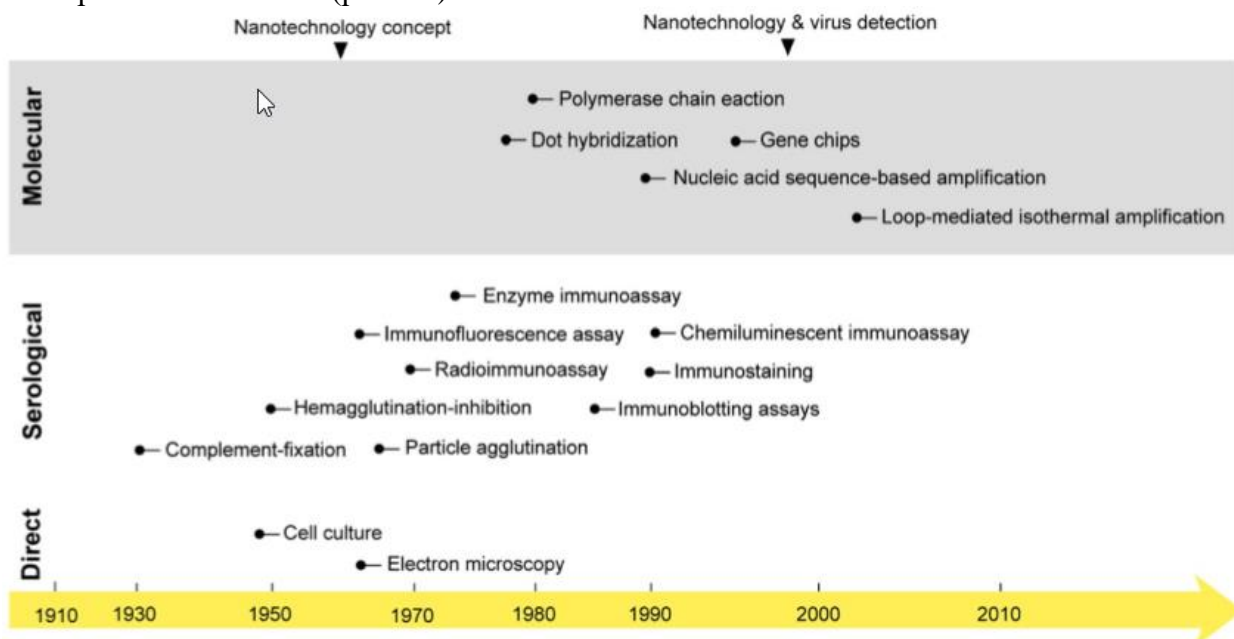 Nanotechnology concept
Nanotechnology & virus detection
Molecular
Polymerase chain eaction
Dot hybridization
Gene chips
Nucleic acid sequence-based amplification
Loop-mediated isothermal amplification
Serological
Enzyme immunoassay
Immunofluorescence assay
Chemiluminescent immunoassay
Radioimmunoassay
Immunostaining
Hemagglutination-inhibition
Immunoblotting assays
Complement-fixation
Particle agglutination
Direct
Cell culture
Electron microscopy
1910 1930 1950 1970 1980 1990 2000 2010